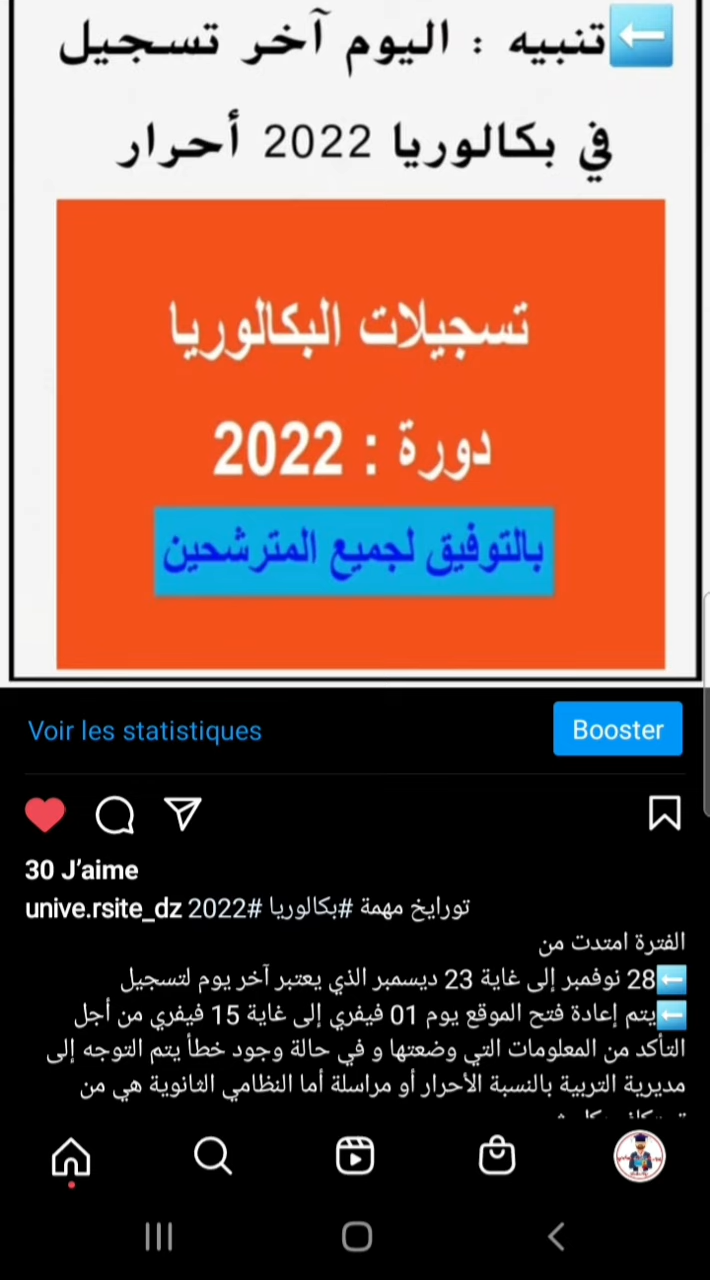 تنبيه : اليوم آخر تسجيل
في بكالوريا 2022 أحرار
تسجيلات البكالوريا
دورة : 2022
بالتوفيق لجميع المترشحين
Voir les statistiques
Booster
30 J’aime
unive.rsite_dz تورايخ مهمة #بكالوريا #2022
الفترة امتدت من
28 نوفمبر إلى غاية 23 ديسمبر الذي يعتبر آخر يوم لتسجيل
يتم إعادة فتح الموقع يوم 01 فيفري إلى غاية 15 فيفري من أجل
التأكد من المعلومات التي وضعتها و في حالة وجود خطأ يتم التوجه إلى
مديرية التربية بالنسبة الأحرار أو مراسلة أما النظامي الثانوية هي من